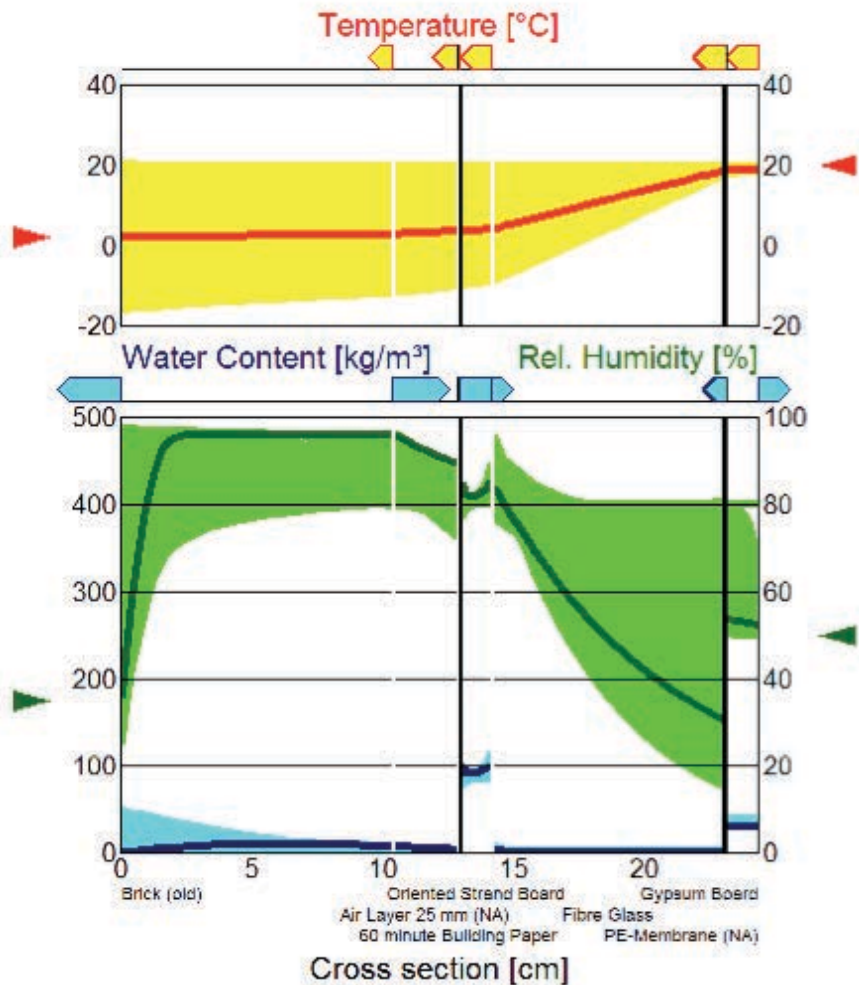 Temperature [°C]
40 40
20 20
0 0
-20 -20
Water Content [kg/m³] Rel. Humidity [%]
500 100
400 80
300 60
200 40
100 20
0 0
0 5 10 15 20
Brick (old) Oriented Strand Board Gypsum Board
Air Layer 25 mm (NA) Fibre Glass
60 minute Building Paper PE-Membrane (NA)
Cross section [cm]